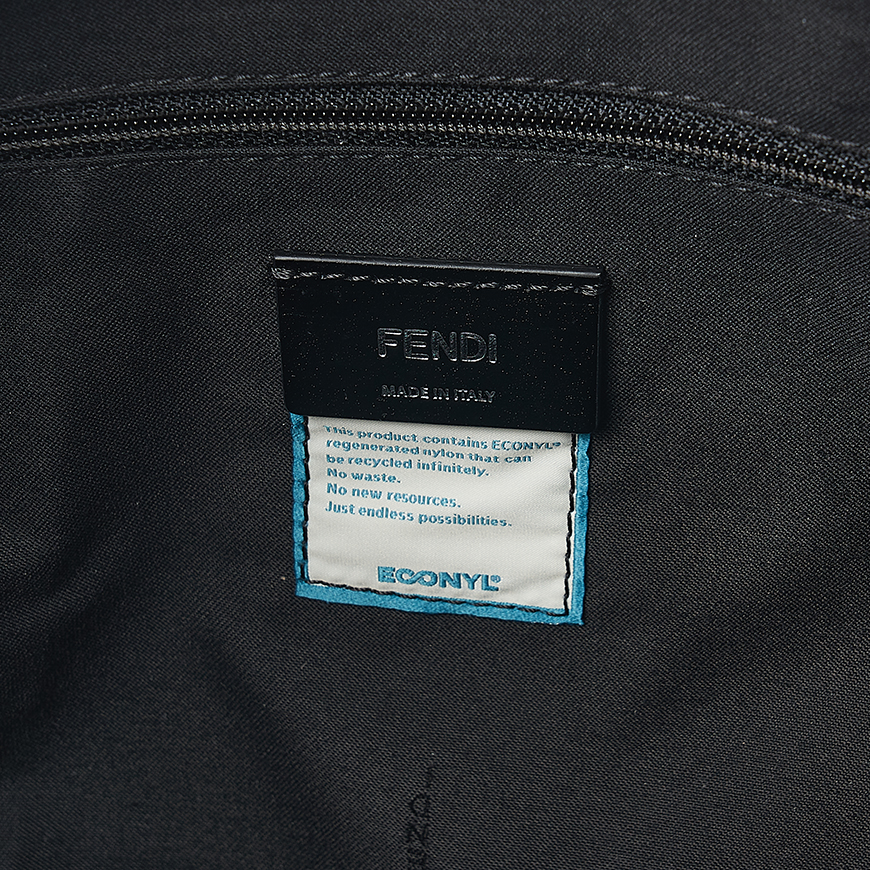 FENDI
MADE IN ITALY
This product contains ECONYL®
regenerated nylon that can
be recycled infinitely.
No waste.
No new resources.
Just endless possibilities.
ECONYL®